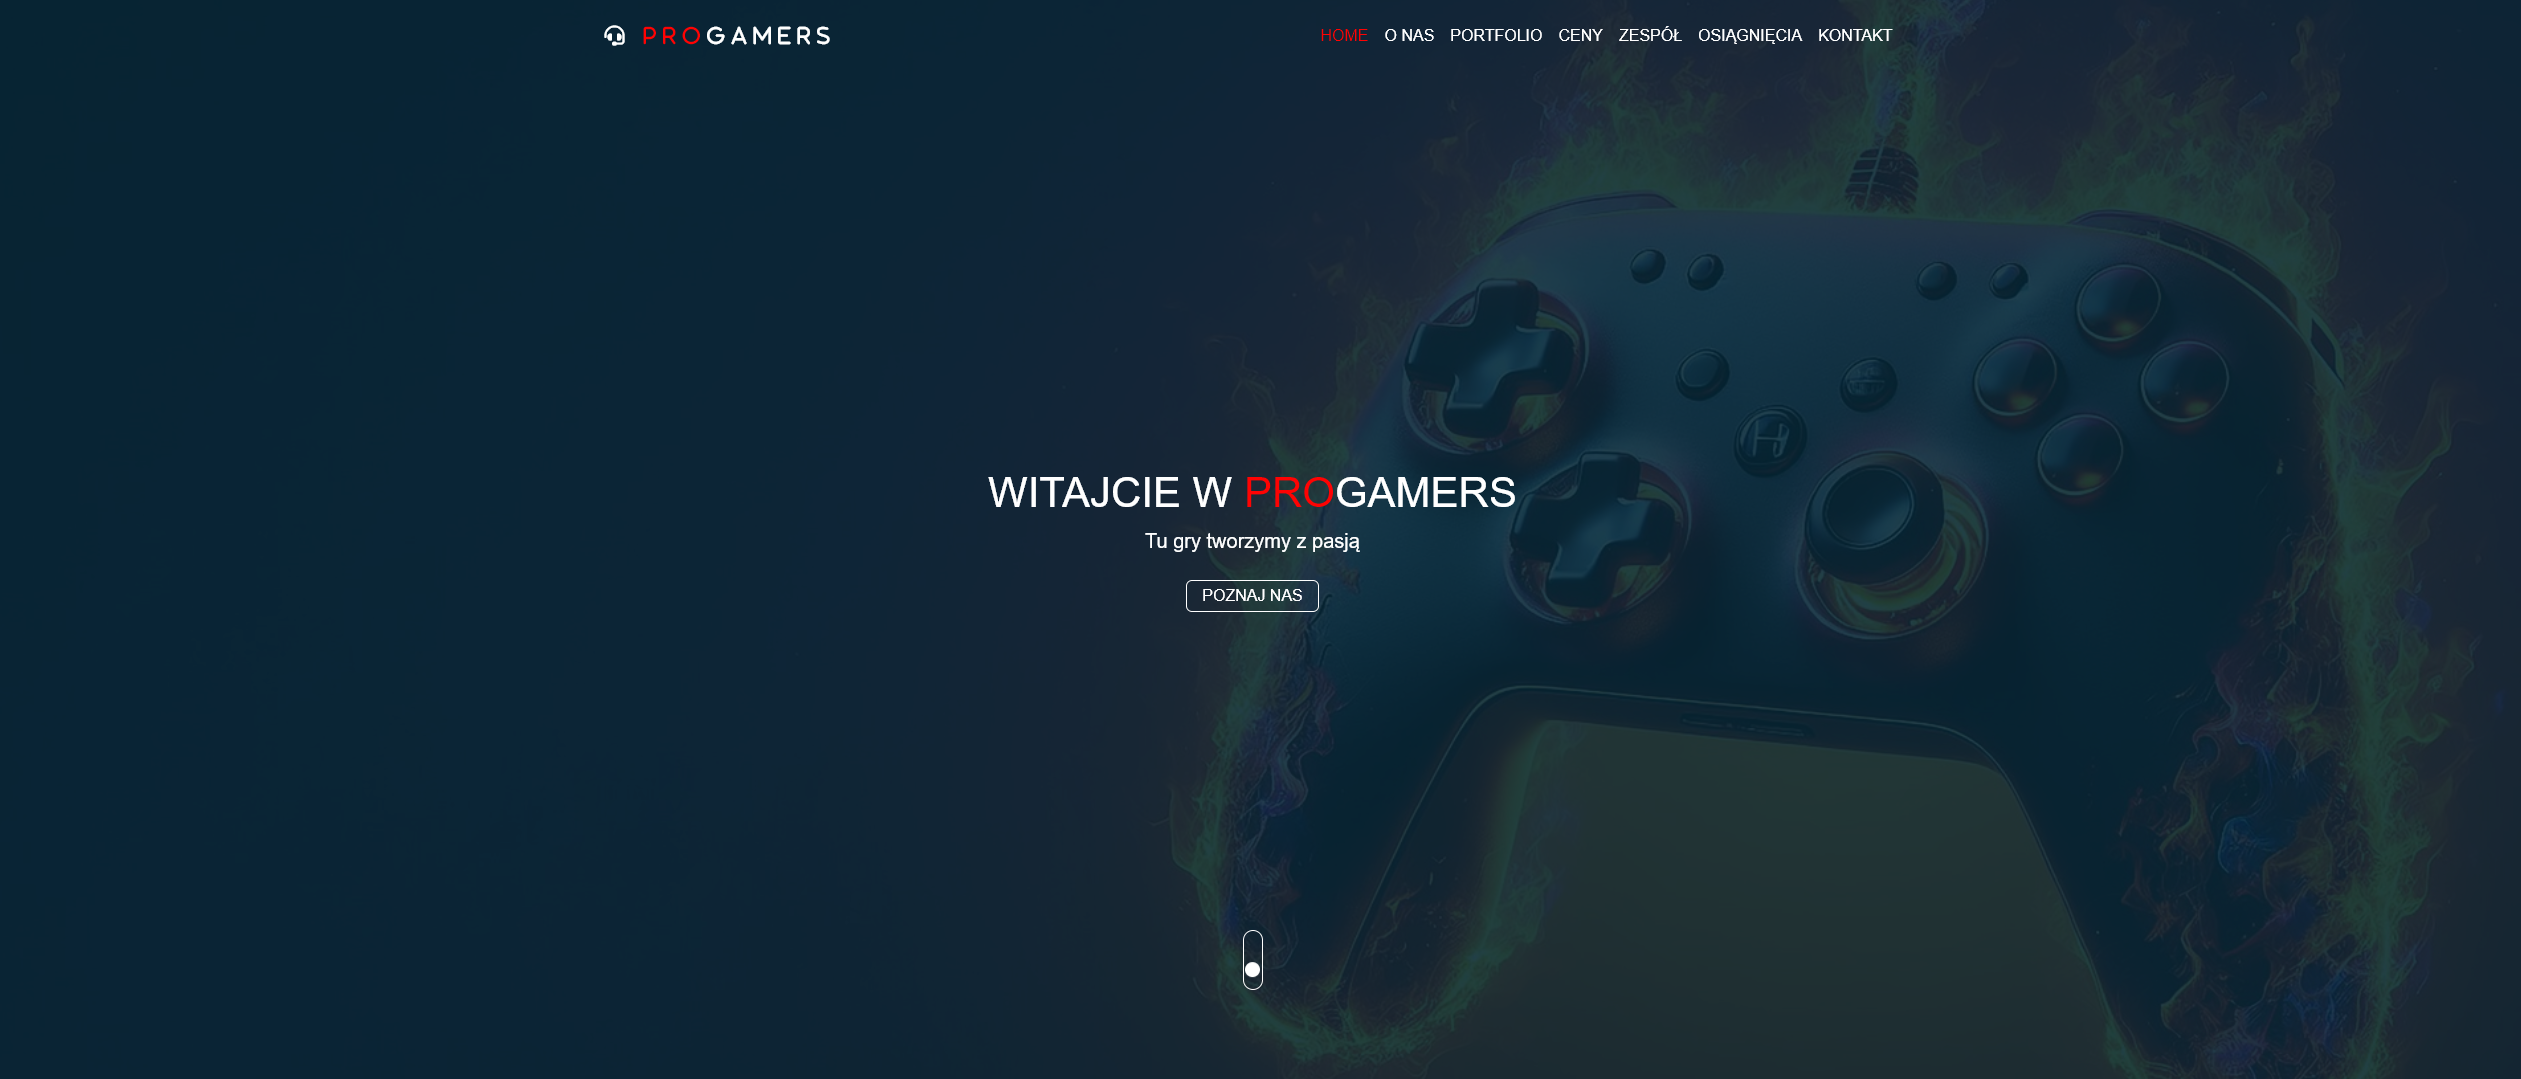 PROGAMERS
HOME O NAS PORTFOLIO CENY ZESPÓŁ OSIĄGNIĘCIA KONTAKT
WITAJCIE W PROGAMERS
Tu gry tworzymy z pasją
POZNAJ NAS